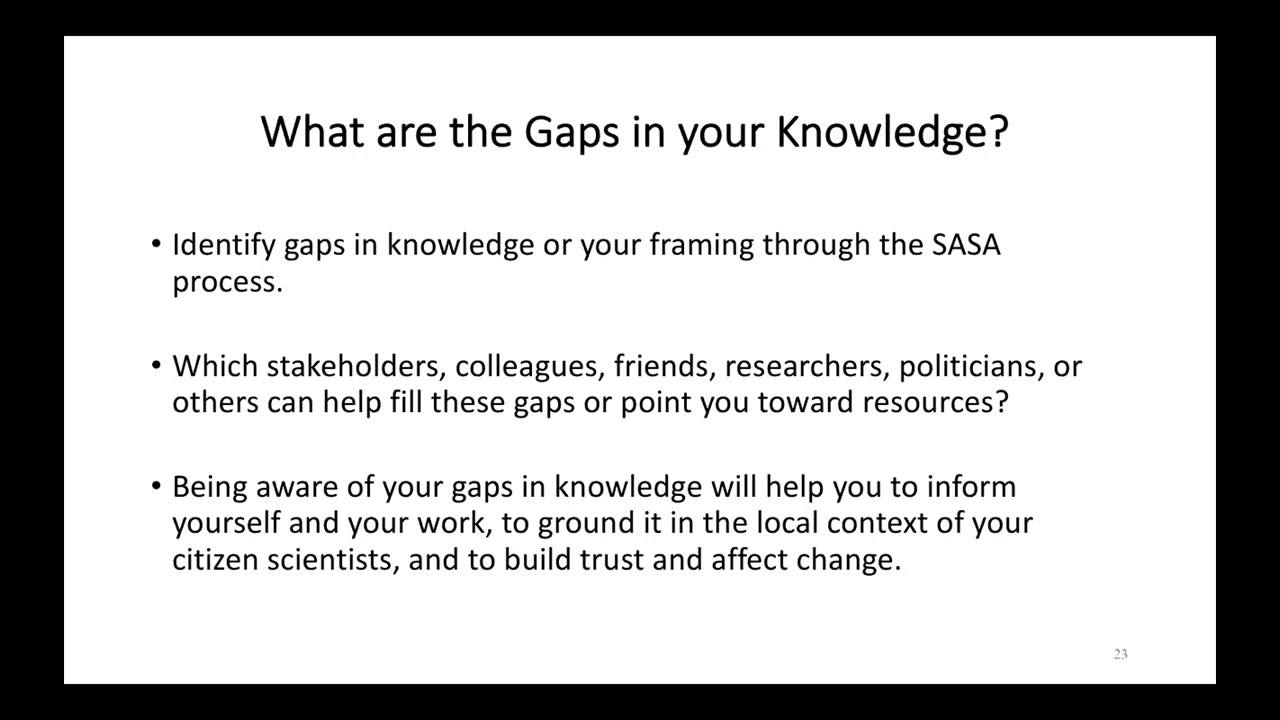 What are the Gaps in your Knowledge?
• Identify gaps in knowledge or your framing through the SASA
process.
• Which stakeholders, colleagues, friends, researchers, politicians, or
others can help fill these gaps or point you toward resources?
• Being aware of your gaps in knowledge will help you to inform
yourself and your work, to ground it in the local context of your
citizen scientists, and to build trust and affect change.
23